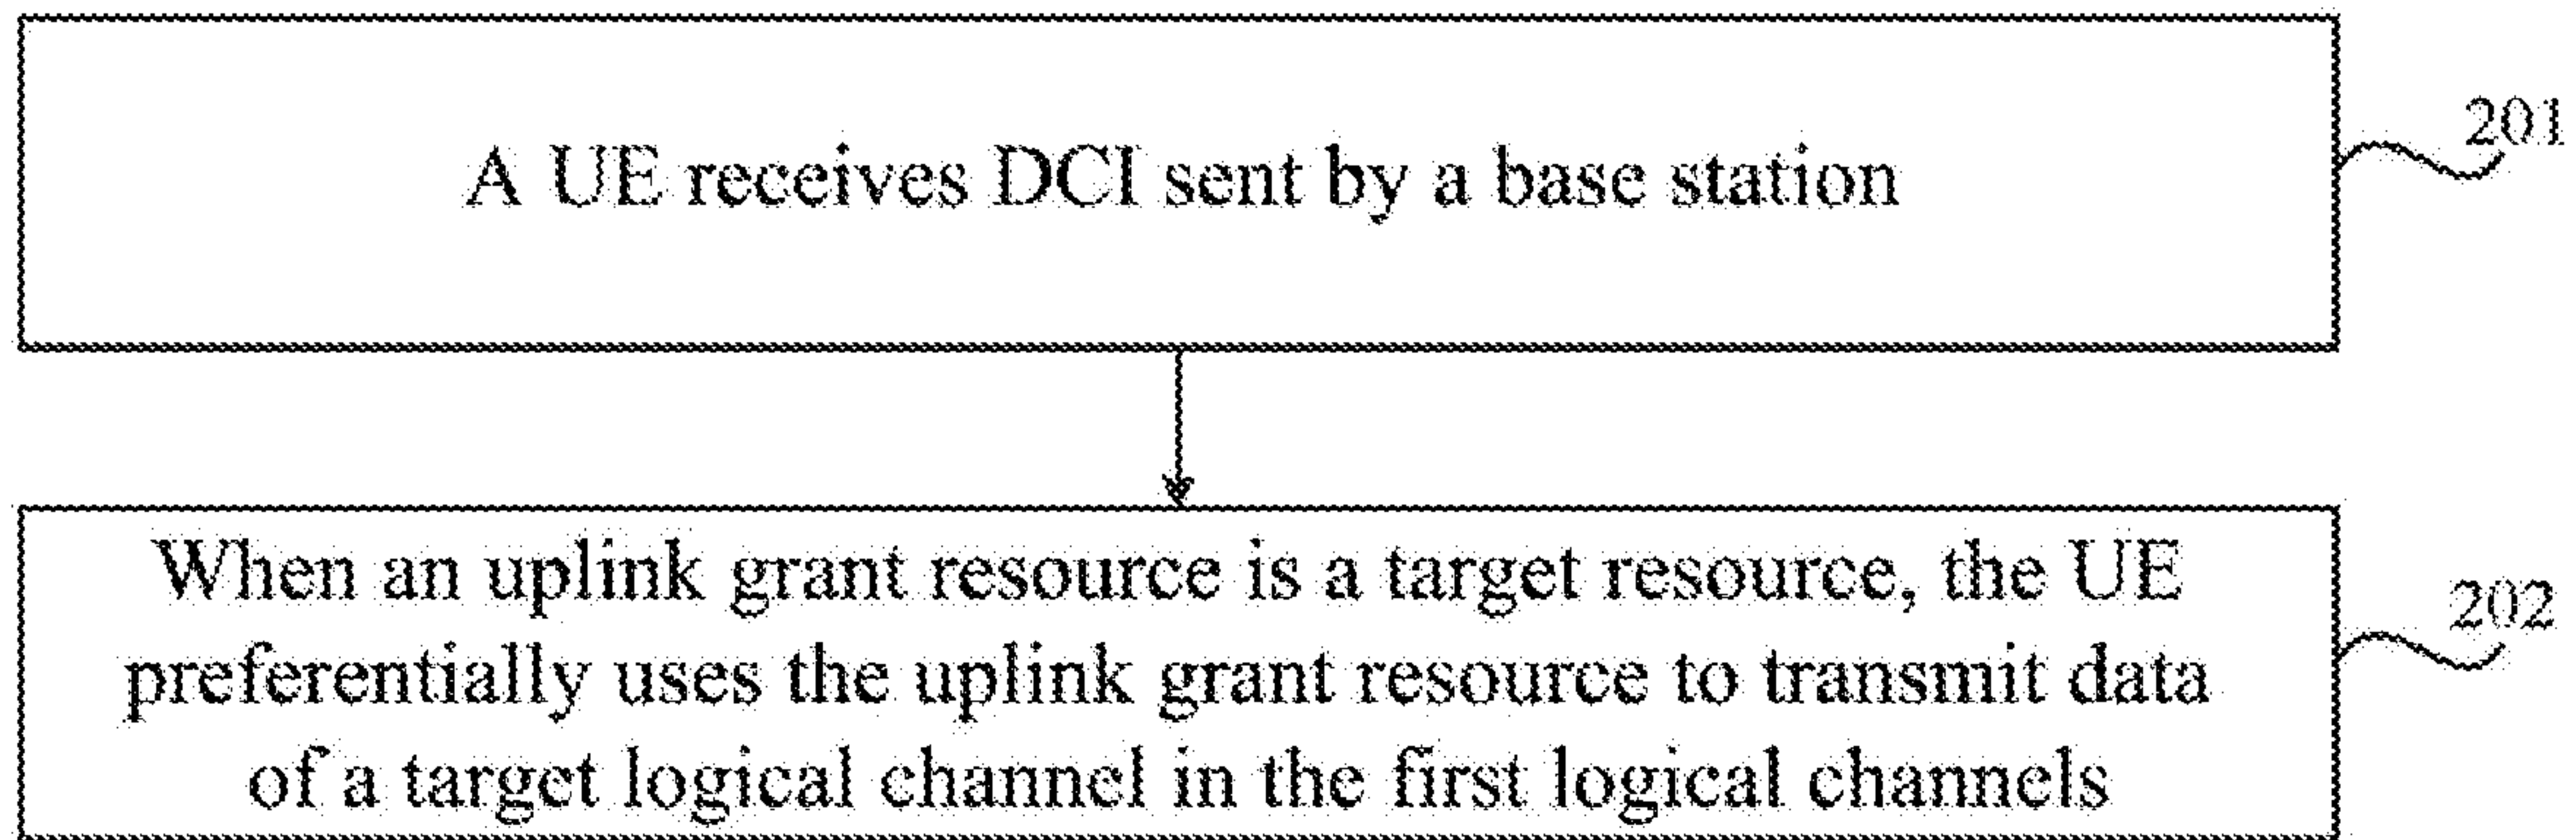 A UE receives DCI sent by a base station
201
When an uplink grant resource is a target resource, the UE
preferentially uses the uplink grant resource to transmit data
of a target logical channel in the first logical channels
202